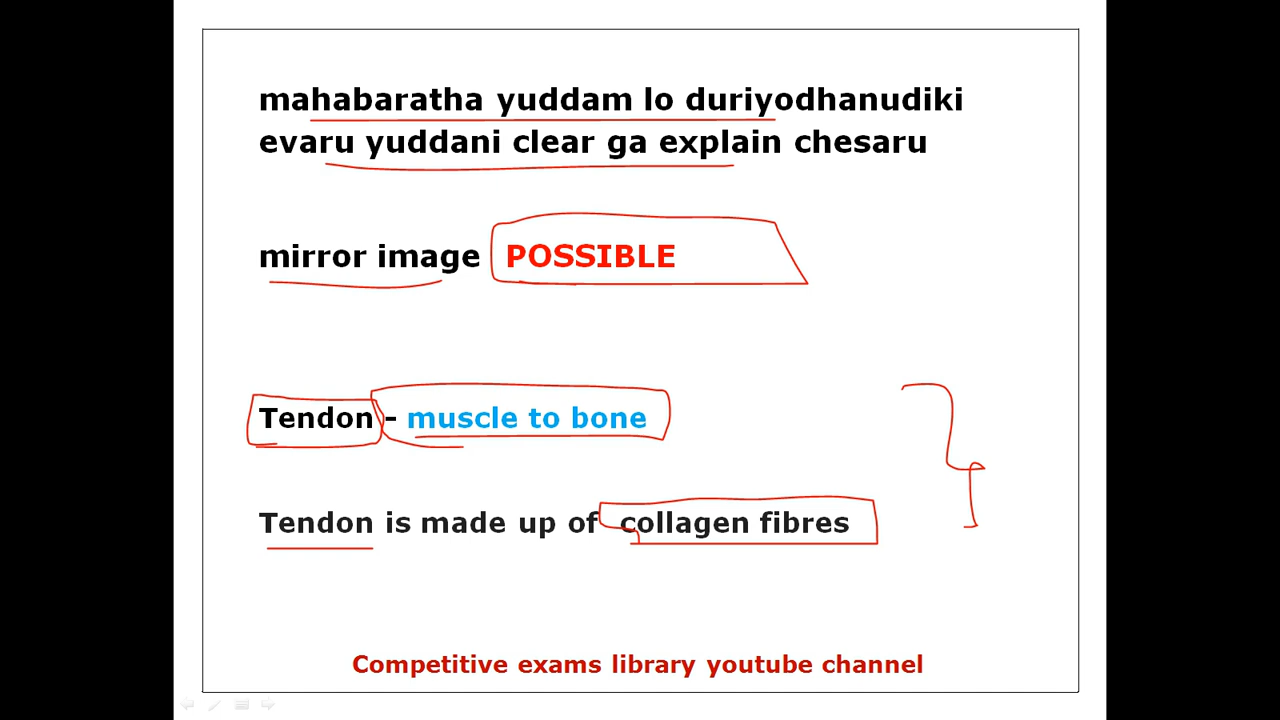 mahabaratha yuddam lo duriyodhanudiki
evaru yuddani clear ga explain chesaru
mirror image POSSIBLE
Tendon - muscle to bone
Tendon is made up of collagen fibres
Competitive exams library youtube channel